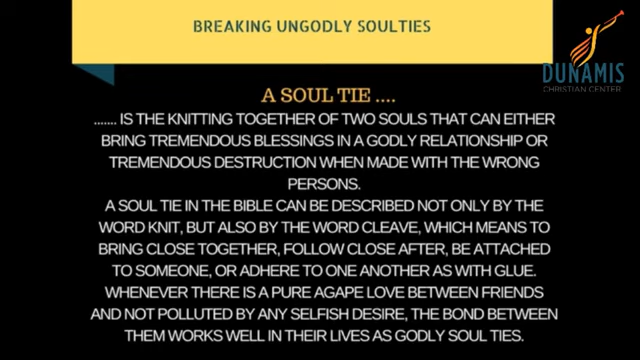 BREAKING UNGODLY SOULTIES
DUNAMIS
CHRISTIAN CENTER
A SOUL TIE ....
....... IS THE KNITTING TOGETHER OF TWO SOULS THAT CAN EITHER
BRING TREMENDOUS BLESSINGS IN A GODLY RELATIONSHIP OR
TREMENDOUS DESTRUCTION WHEN MADE WITH THE WRONG
PERSONS.
A SOUL TIE IN THE BIBLE CAN BE DESCRIBED NOT ONLY BY THE
WORD KNIT, BUT ALSO BY THE WORD CLEAVE, WHICH MEANS TO
BRING CLOSE TOGETHER, FOLLOW CLOSE AFTER, BE ATTACHED
TO SOMEONE, OR ADHERE TO ONE ANOTHER AS WITH GLUE.
WHENEVER THERE IS A PURE AGAPE LOVE BETWEEN FRIENDS
AND NOT POLLUTED BY ANY SELFISH DESIRE, THE BOND BETWEEN
THEM WORKS WELL IN THEIR LIVES AS GODLY SOUL TIES.